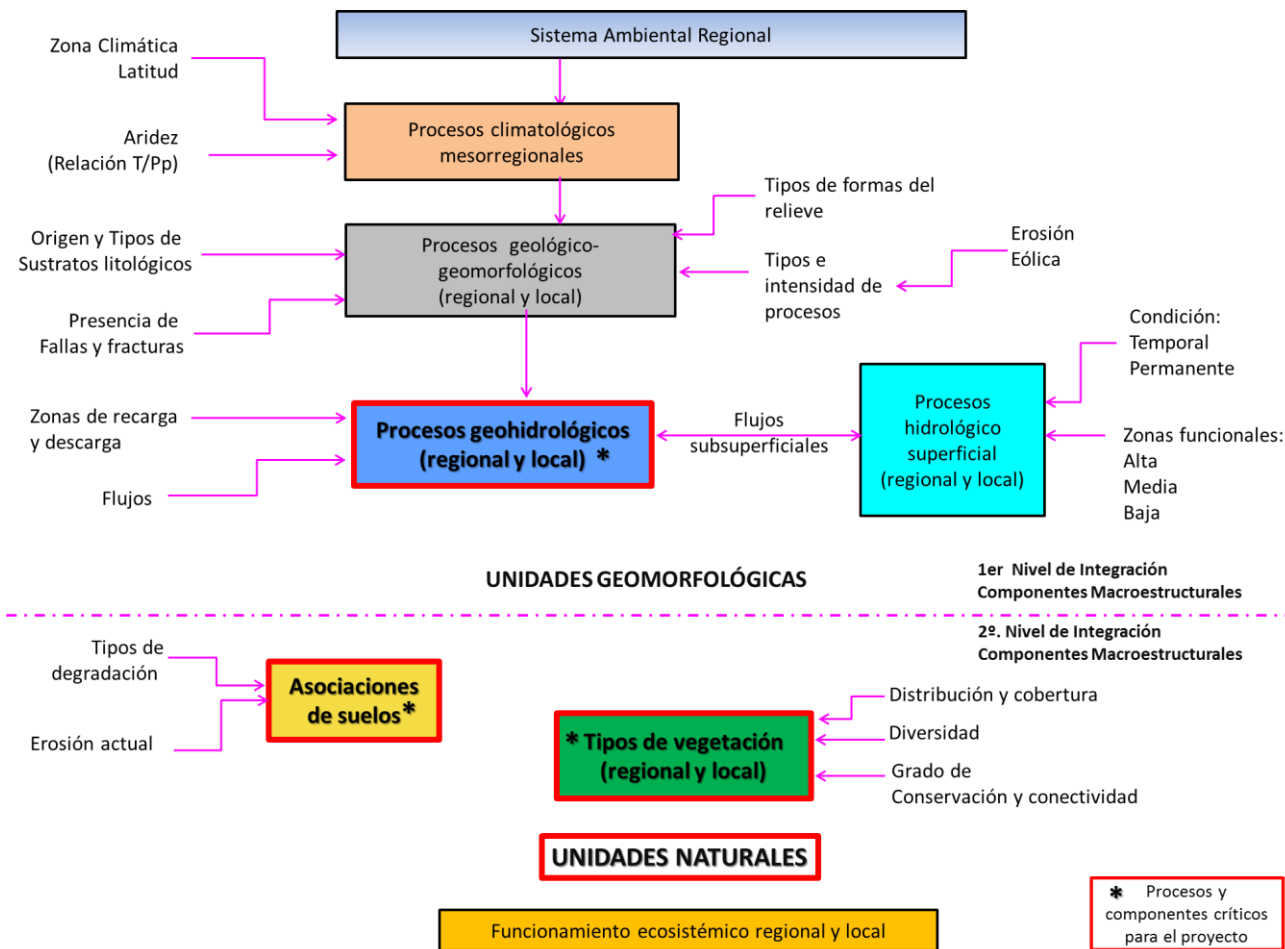 Sistema Ambiental Regional
Zona Climática
Latitud
Procesos climatológicos
mesorregionales
Aridez
(Relación T/Pp)
Tipos de formas del
relieve
Origen y Tipos de
Sustratos litológicos
Procesos geológico-
geomorfológicos
(regional y local)
Tipos e
intensidad de
procesos
Erosión
Eólica
Presencia de
Fallas y fracturas
Condición:
Temporal
Permanente
Zonas de recarga
y descarga
Procesos geohidrológicos
(regional y local) *
Flujos
subsuperficiales
Procesos
hidrológico
superficial
(regional y local)
Zonas funcionales:
Alta
Media
Baja
Flujos
UNIDADES GEOMORFOLÓGICAS
1er Nivel de Integración
Componentes Macroestructurales
2º. Nivel de Integración
Componentes Macroestructurales
Tipos de
degradación
Asociaciones
de suelos*
Erosión actual
* Tipos de vegetación
(regional y local)
Distribución y cobertura
Diversidad
Grado de
Conservación y conectividad
UNIDADES NATURALES
Funcionamiento ecosistémico regional y local
* Procesos y
componentes críticos
para el proyecto